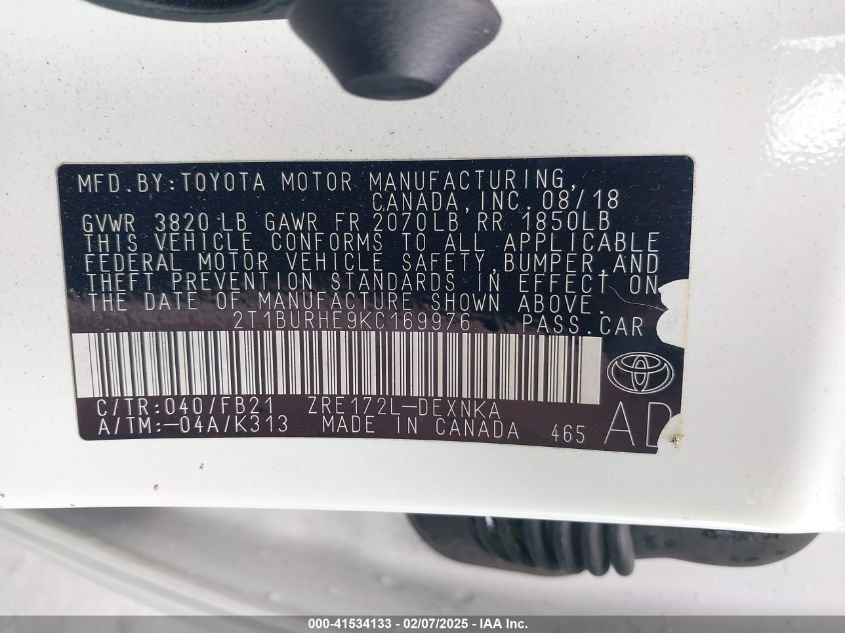 MFD.BY:TOYOTA MOTOR MANUFACTURING,
CANADA,INC.08/18
GVWR 3820LB GAWR FR 2070LB RR 1850LB
THIS VEHICLE CONFORMS TO ALL APPLICABLE
FEDERAL MOTOR VEHICLE SAFETY,BUMPER,AND
THEFT PREVENTION STANDARDS IN EFFECT ON
THE DATE OF MANUFACTURE SHOWN ABOVE.
2T1BURHE9KC169976 PASS.CAR
C/TR:040/FB21 ZRE172L-DEXNKA
A/TM:-04A/K313 MADE IN CANADA 465
000-41534133 - 02/07/2025 - IAA Inc.